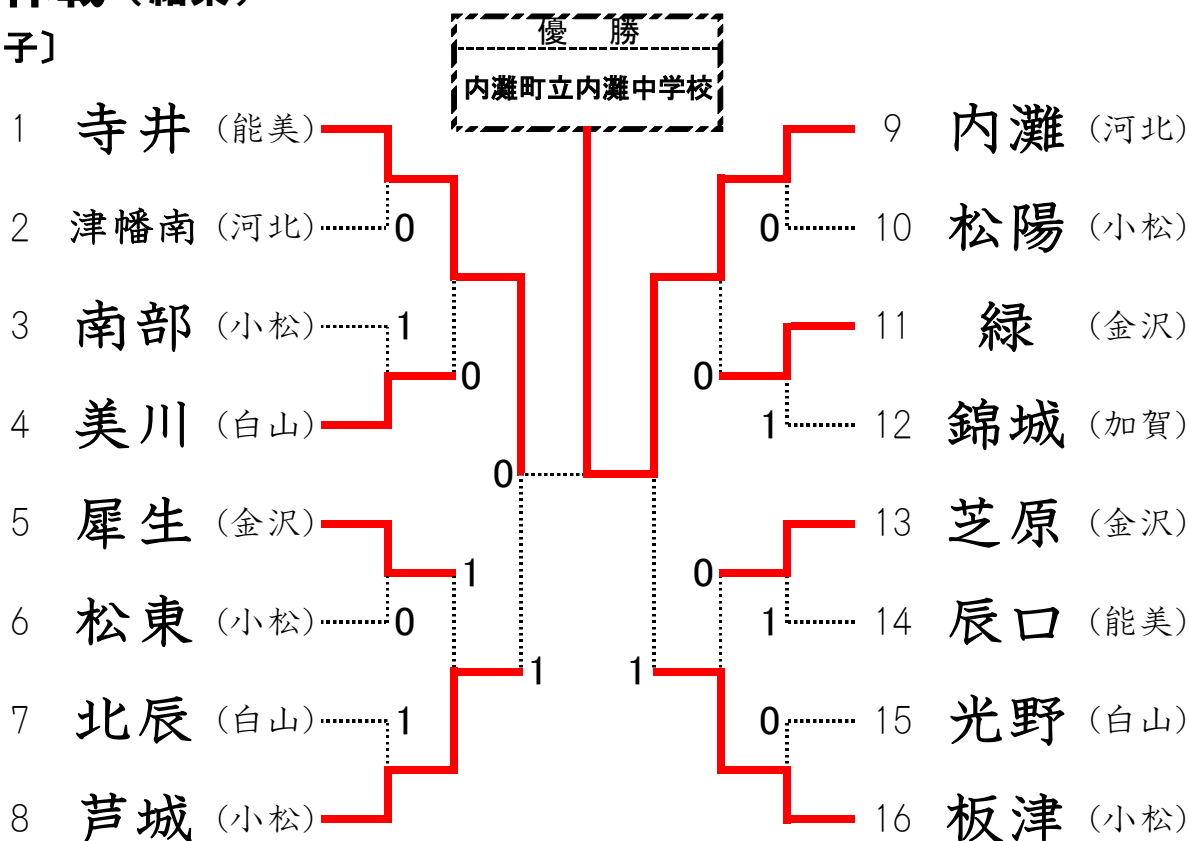 子〕
優　勝
内灘町立内灘中学校
1 寺井 (能美)
2 津幡南 (河北) 0
3 南部 (小松) 1
4 美川 (白山) 0
0
5 犀生 (金沢) 1
6 松東 (小松) 0
1
7 北辰 (白山) 1
8 芦城 (小松)
9 内灘 (河北)
0 10 松陽 (小松)
11 緑 (金沢)
0
1 12 錦城 (加賀)
13 芝原 (金沢)
0
1 14 辰口 (能美)
1
0 15 光野 (白山)
16 板津 (小松)